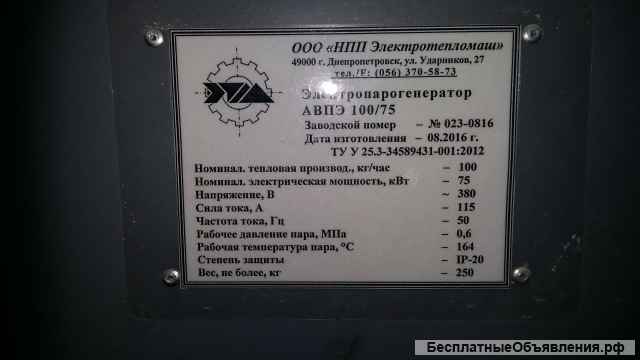 ООО «НПП Электротепломаш»
49000 г. Днепропетровск, ул. Ударников, 27
тел./F: (056) 370-58-73
ЭТМ
Электропарогенератор
АВПЭ 100/75
Заводской номер – № 023-0816
Дата изготовления – 08.2016 г.
ТУ У 25.3-34589431-001:2012
Номинал. тепловая производ., кг/час – 100
Номинал. электрическая мощность, кВт – 75
Напряжение, В ~ 380
Сила тока, А – 115
Частота тока, Гц – 50
Рабочее давление пара, МПа – 0,6
Рабочая температура пара, °С – 164
Степень защиты – IP-20
Вес, не более, кг – 250
БесплатныеОбъявления.рф